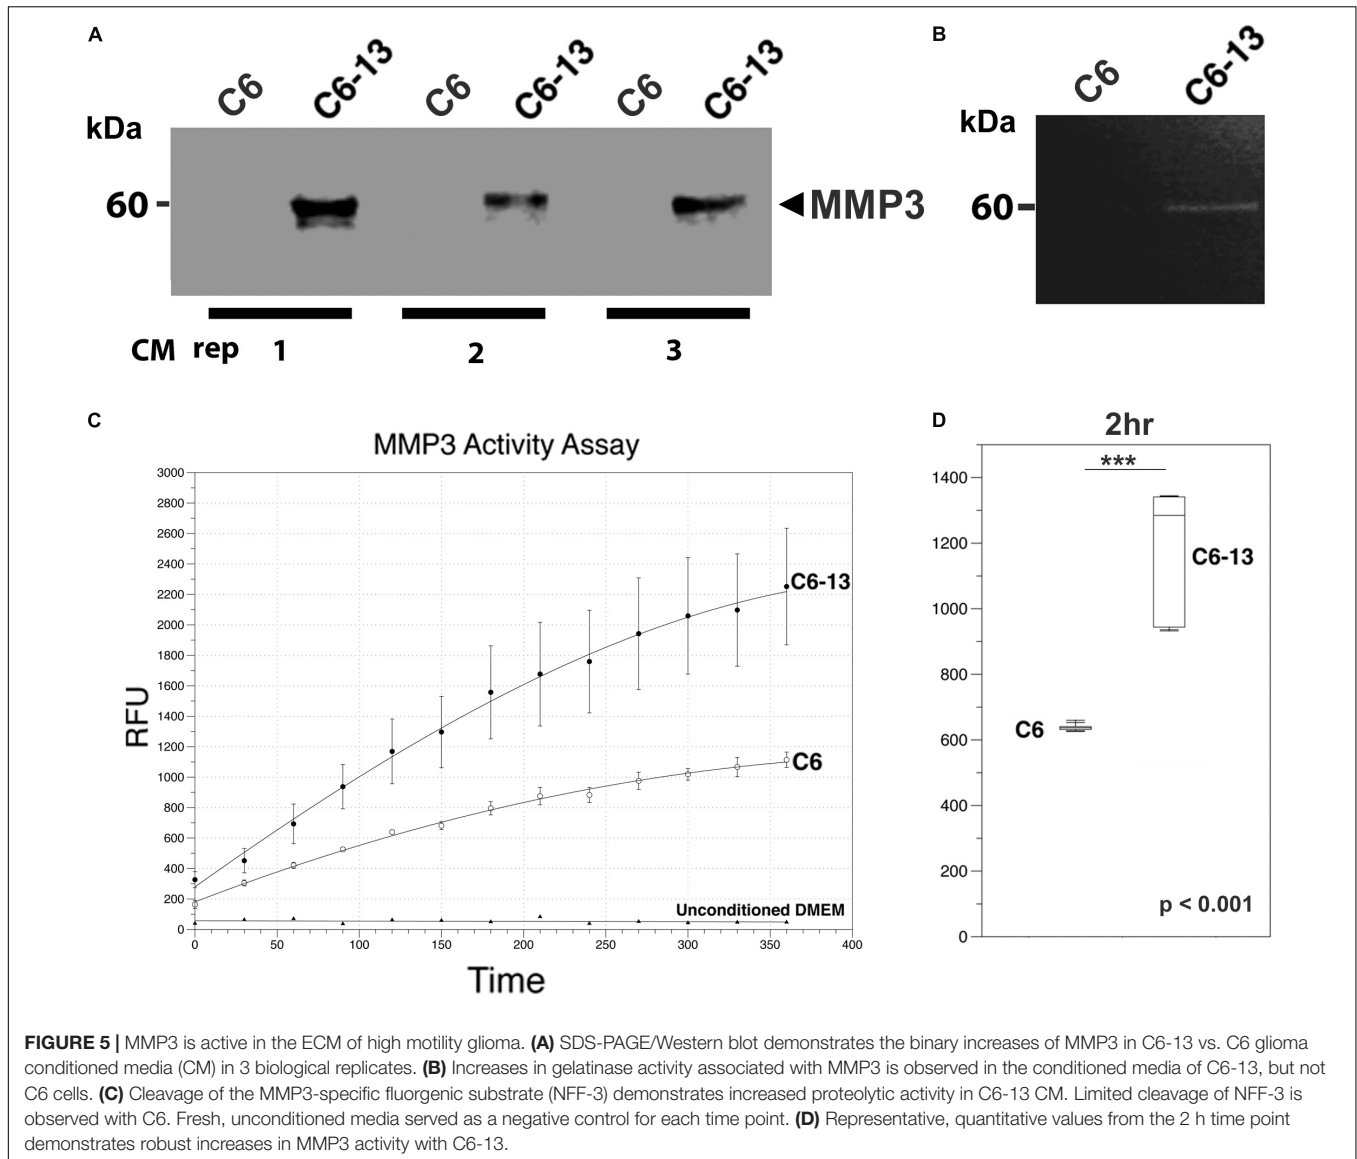 A
C6 C6-13 C6 C6-13 C6 C6-13
kDa
60
MMP3
CM rep 1 2 3
B
C6 C6-13
kDa
60
C
MMP3 Activity Assay
3000
2800
2600
2400
2200
2000
1800
1600
1400
1200
1000
800
600
400
200
0
RFU
C6-13
C6
Unconditioned DMEM
0 50 100 150 200 250 300 350 400
Time
D
2hr
***
1400
1200
1000
800
600
400
200
0
C6-13
C6
p < 0.001
FIGURE 5 | MMP3 is active in the ECM of high motility glioma. (A) SDS-PAGE/Western blot demonstrates the binary increases of MMP3 in C6-13 vs. C6 glioma
conditioned media (CM) in 3 biological replicates. (B) Increases in gelatinase activity associated with MMP3 is observed in the conditioned media of C6-13, but not
C6 cells. (C) Cleavage of the MMP3-specific fluorgenic substrate (NFF-3) demonstrates increased proteolytic activity in C6-13 CM. Limited cleavage of NFF-3 is
observed with C6. Fresh, unconditioned media served as a negative control for each time point. (D) Representative, quantitative values from the 2 h time point
demonstrates robust increases in MMP3 activity with C6-13.